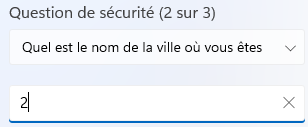 Question de sécurité (2 sur 3)
Quel est le nom de la ville où vous êtes
2